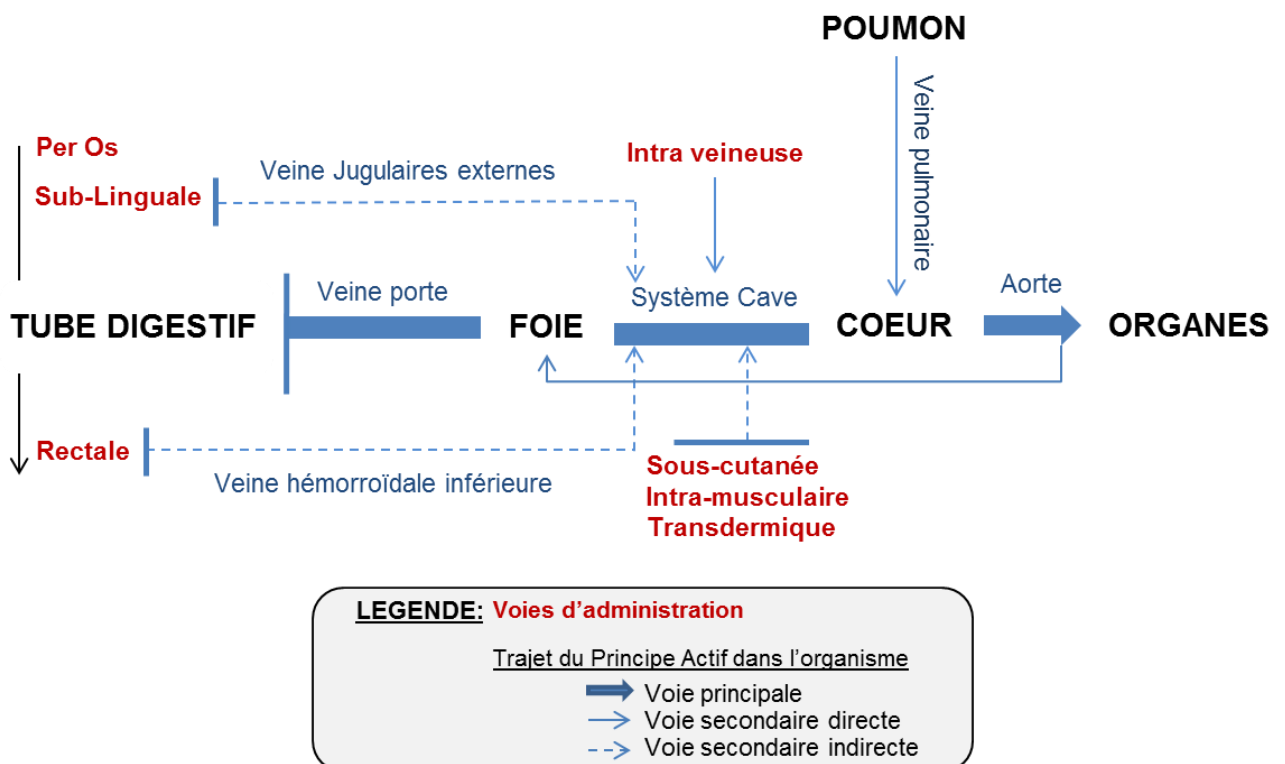 POUMON
Veine pulmonaire
Per Os
Sub-Linguale
Veine Jugulaires externes
Intra veineuse
TUBE DIGESTIF
Veine porte
FOIE
Système Cave
COEUR
Aorte
ORGANES
Rectale
Veine hémorroïdale inférieure
Sous-cutanée
Intra-musculaire
Transdermique
LEGENDE: Voies d’administration
Trajet du Principe Actif dans l’organisme
Voie principale
Voie secondaire directe
Voie secondaire indirecte